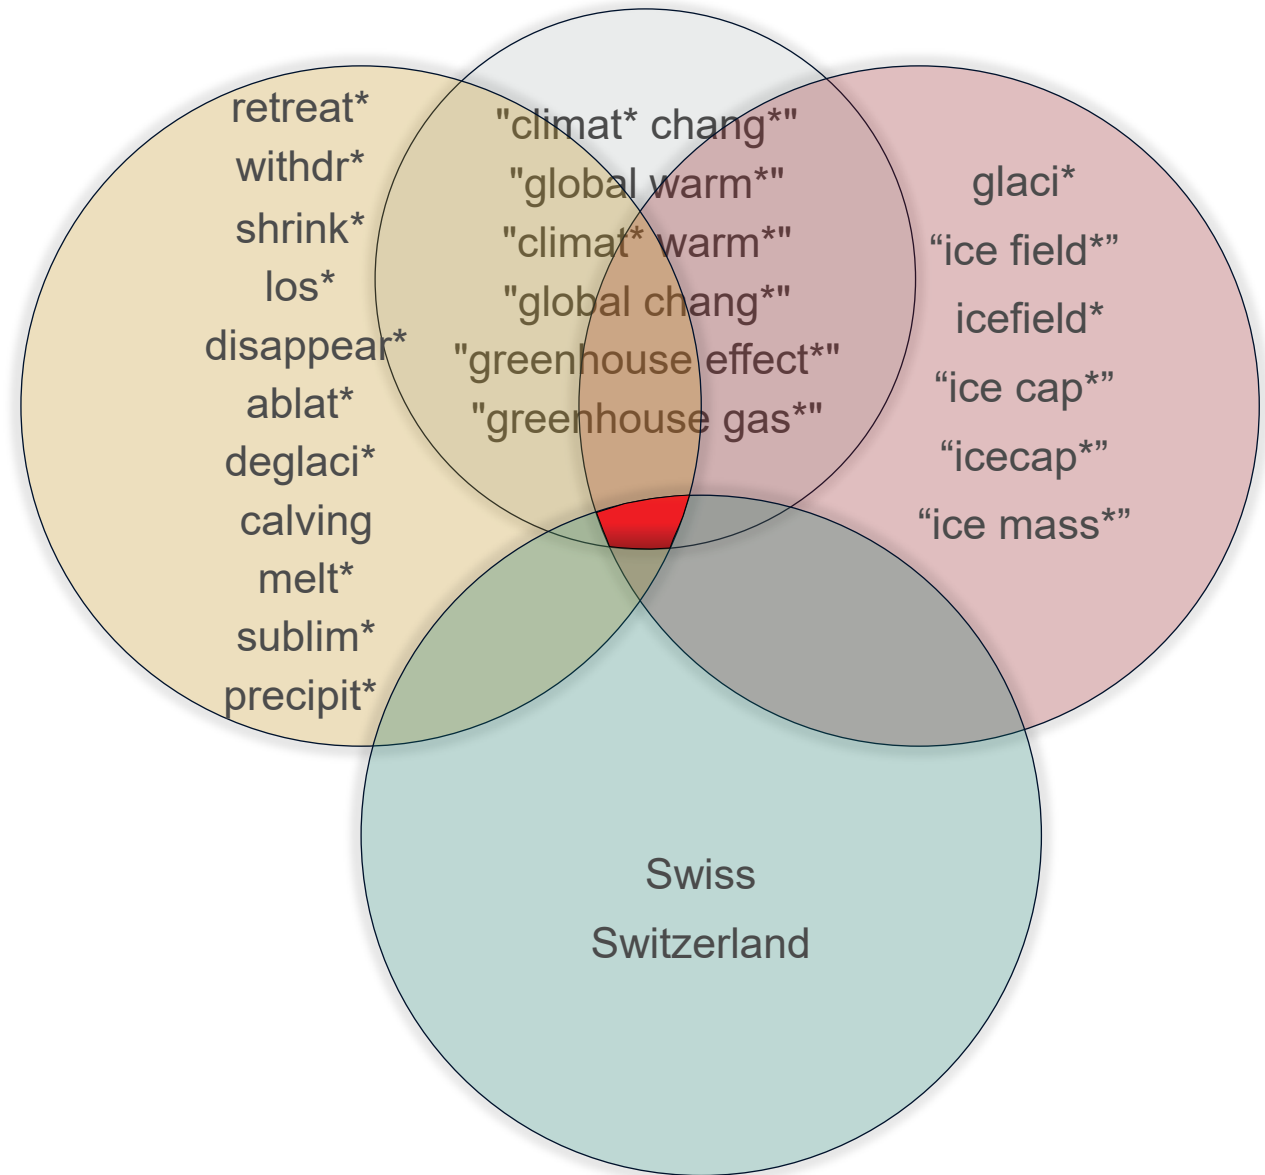 retreat*
withdr*
shrink*
los*
disappear*
ablat*
deglaci*
calving
melt*
sublim*
precipit*
"climat* chang*"
"global warm*"
"climat* warm*"
"global chang*"
"greenhouse effect*"
"greenhouse gas*"
glaci*
“ice field*”
icefield*
“ice cap*”
“icecap*”
“ice mass*”
Swiss
Switzerland